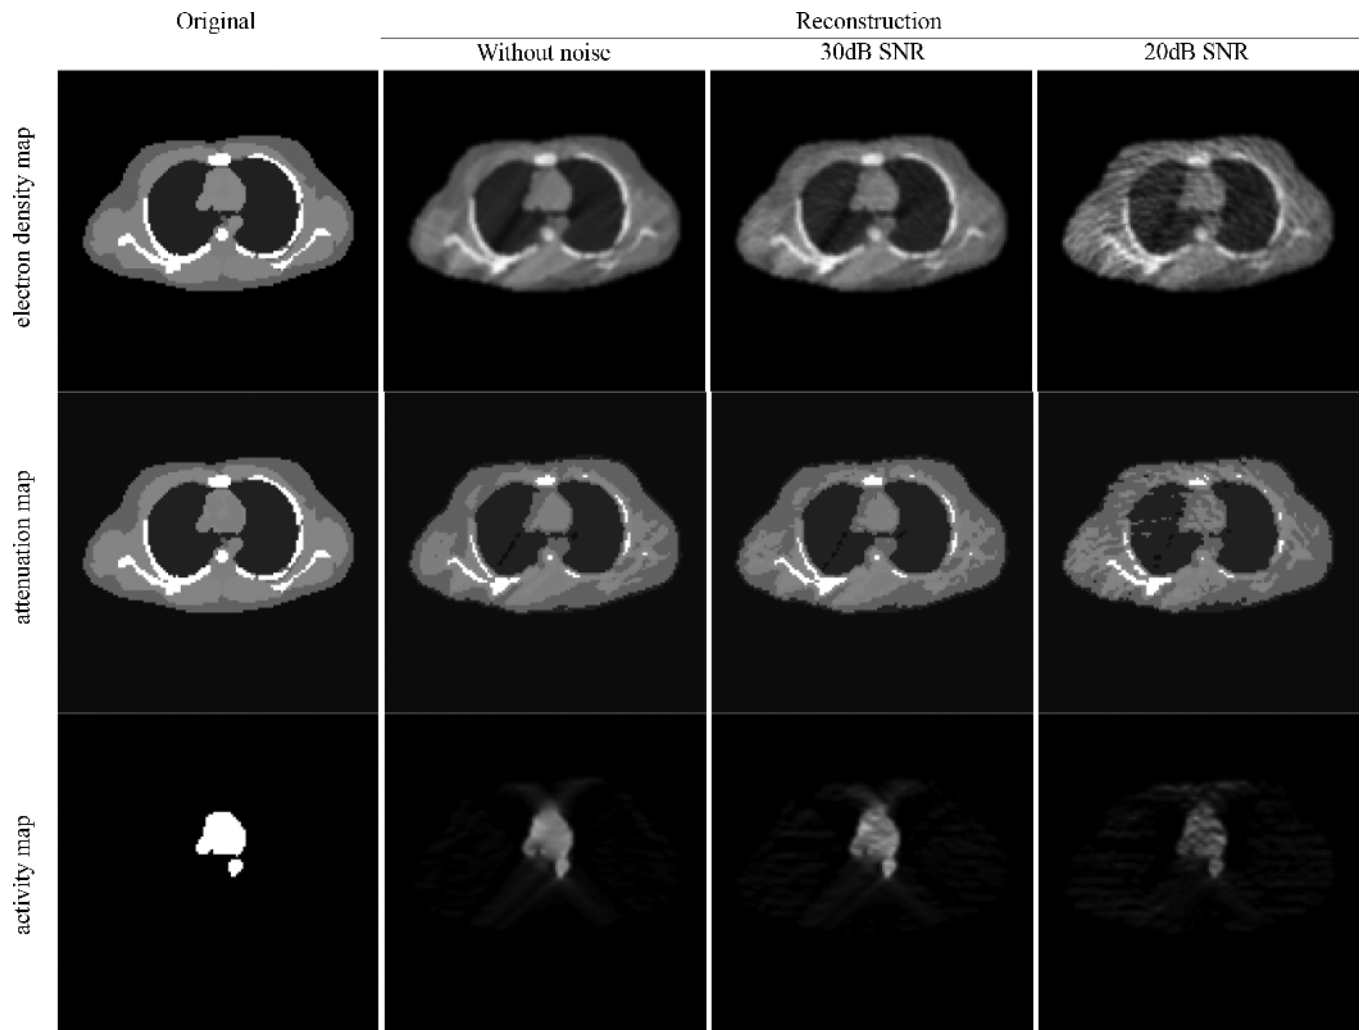 Original
Reconstruction
Without noise
30dB SNR
20dB SNR
electron density map
attenuation map
activity map